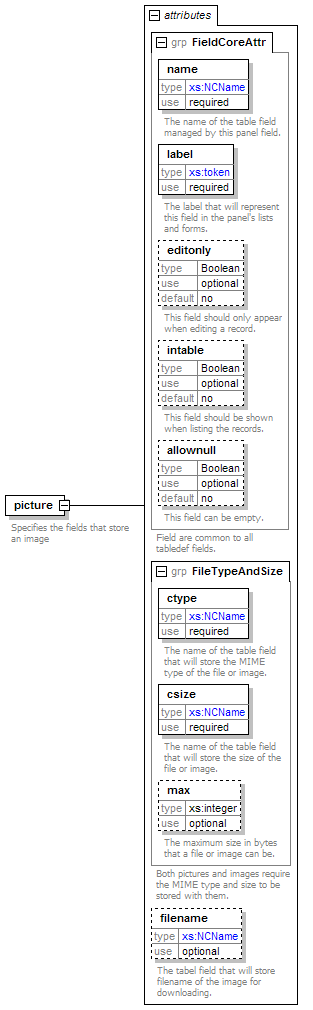 attributes
grp FieldCoreAttr
name
type xs:NCName
use required
The name of the table field
managed by this panel field.
label
type xs:token
use required
The label that will represent
this field in the panel's lists
and forms.
editonly
type Boolean
use optional
default no
This field should only appear
when editing a record.
intable
type Boolean
use optional
default no
This field should be shown
when listing the records.
allownull
type Boolean
use optional
default no
This field can be empty.
picture
Specifies the fields that store
an image
Field are common to all
tabledef fields.
grp FileTypeAndSize
ctype
type xs:NCName
use required
The name of the table field
that will store the MIME
type of the file or image.
csize
type xs:NCName
use required
The name of the table field
that will store the size of the
file or image.
max
type xs:integer
use optional
The maximum size in bytes
that a file or image can be.
Both pictures and images require
the MIME type and size to be
stored with them.
filename
type xs:NCName
use optional
The tabel field that will store
filename of the image for
downloading.